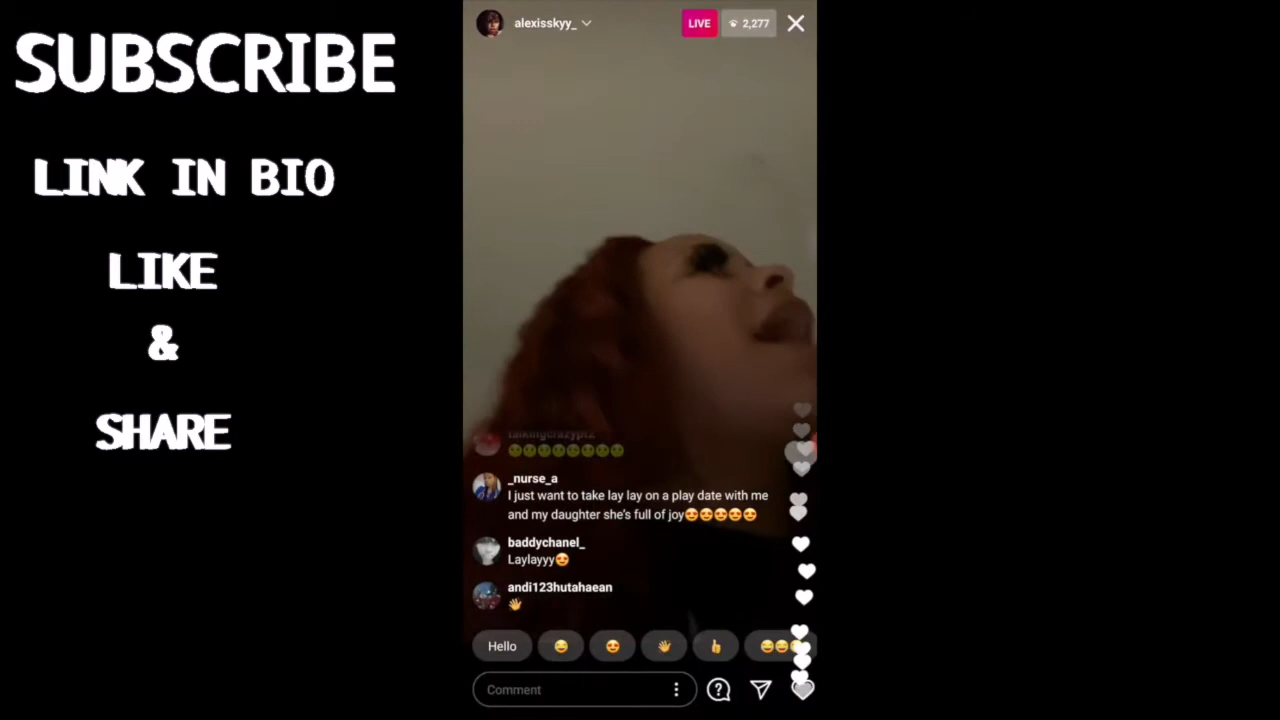 SUBSCRIBE
LINK IN BIO
LIKE
&
SHARE
alexisskyy_
LIVE
2,277
talkingcrazypt2
_nurse_a
I just want to take lay lay on a play date with me
and my daughter she's full of joy😍😍😍😍😍
baddychanel_
Laylayyy😍
andi123hutahaean
👋
Hello
Comment